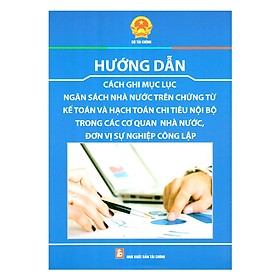 BỘ TÀI CHÍNH
HƯỚNG DẪN
CÁCH GHI MỤC LỤC
NGÂN SÁCH NHÀ NƯỚC TRÊN CHỨNG TỪ
KẾ TOÁN VÀ HẠCH TOÁN CHI TIÊU NỘI BỘ
TRONG CÁC CƠ QUAN NHÀ NƯỚC,
ĐƠN VỊ SỰ NGHIỆP CÔNG LẬP
NHÀ XUẤT BẢN TÀI CHÍNH